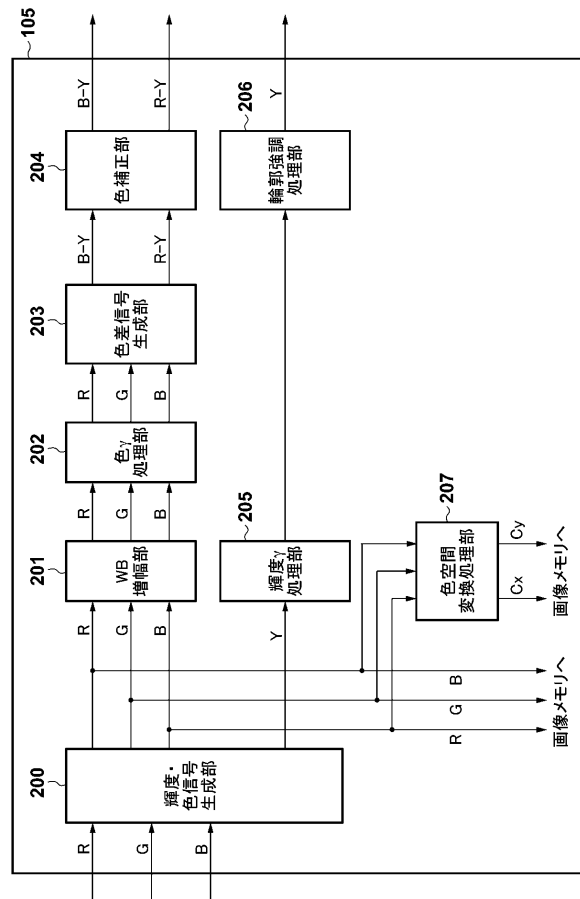 105
200
輝度・
色信号
生成部
201
WB
増幅部
202
色γ
処理部
203
色差信号
生成部
204
色補正部
205
輝度γ
処理部
206
輪郭強調
処理部
207
色空間
変換処理部
R
G
B
R
G
B
R
G
B
R
G
B
B-Y
R-Y
B-Y
R-Y
Y
Y
R
G
B
画像メモリへ
Cx
Cy
画像メモリへ